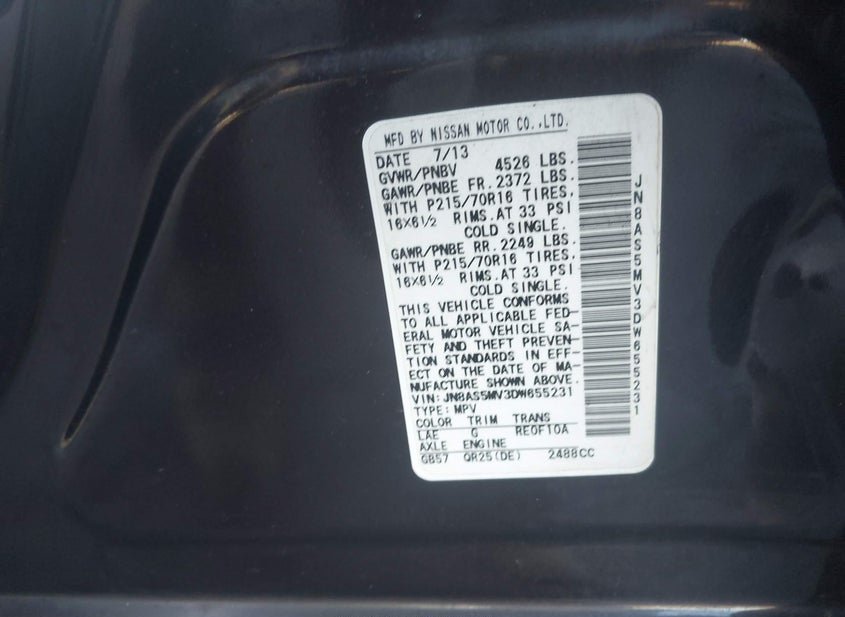 MFD BY NISSAN MOTOR CO.,LTD.
DATE 7/13
GVWR/PNBV 4526 LBS.
GAWR/PNBE FR. 2372 LBS.
WITH P215/70R16 TIRES.
16X6½ RIMS. AT 33 PSI
COLD SINGLE.
GAWR/PNBE RR. 2249 LBS.
WITH P215/70R16 TIRES.
16X6½ RIMS. AT 33 PSI
COLD SINGLE.
THIS VEHICLE CONFORMS
TO ALL APPLICABLE FED-
ERAL MOTOR VEHICLE SA-
FETY AND THEFT PREVEN-
TION STANDARDS IN EFF-
ECT ON THE DATE OF MA-
NUFACTURE SHOWN ABOVE.
VIN: JN8AS5MV3DW655231
TYPE: MPV
COLOR TRIM TRANS
LAE G RE0F10A
AXLE ENGINE
GB57 QR25(DE) 2488CC
JN8AS5MV3DW655231